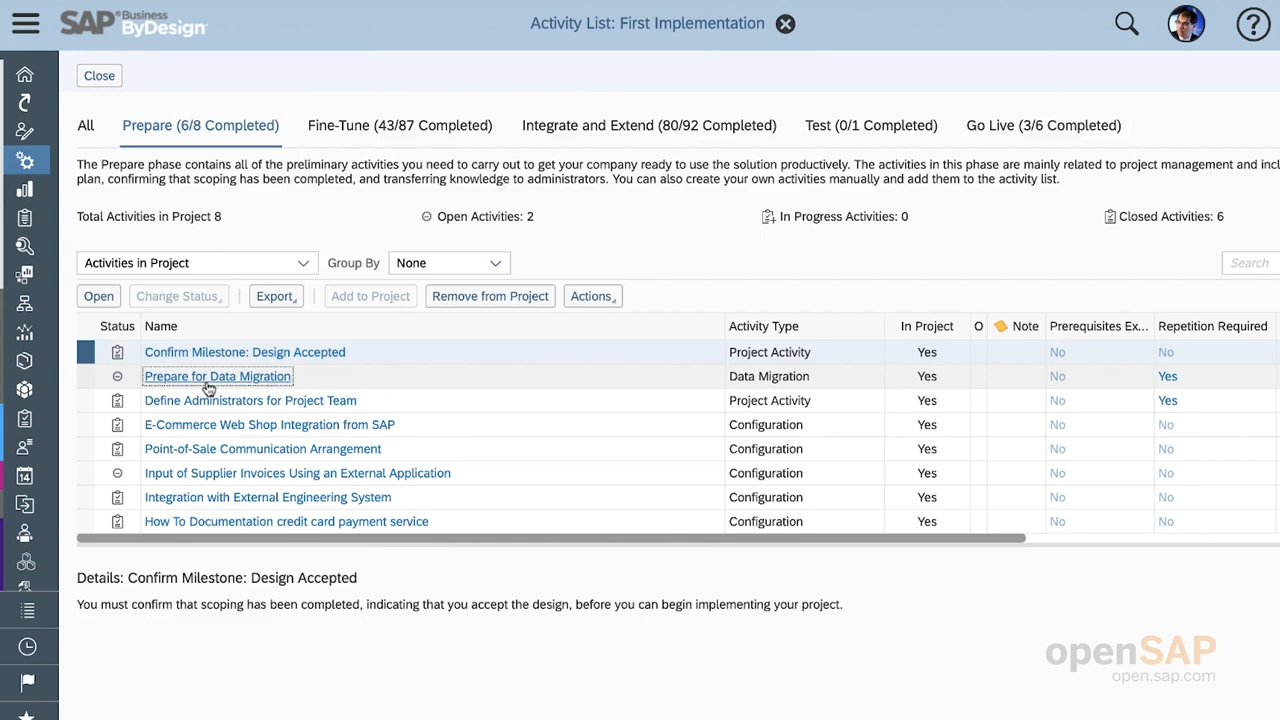 SAP Business ByDesign
Activity List: First Implementation
Close
All Prepare (6/8 Completed) Fine-Tune (43/87 Completed) Integrate and Extend (80/92 Completed) Test (0/1 Completed) Go Live (3/6 Completed)
The Prepare phase contains all of the preliminary activities you need to carry out to get your company ready to use the solution productively. The activities in this phase are mainly related to project management and incl
plan, confirming that scoping has been completed, and transferring knowledge to administrators. You can also create your own activities manually and add them to the activity list.
Total Activities in Project 8 Open Activities: 2 In Progress Activities: 0 Closed Activities: 6
Activities in Project Group By None Search
Open Change Status Export Add to Project Remove from Project Actions
Status Name Activity Type In Project O Note Prerequisites Ex... Repetition Required
Confirm Milestone: Design Accepted Project Activity Yes No No
Prepare for Data Migration Data Migration Yes No Yes
Define Administrators for Project Team Project Activity Yes No Yes
E-Commerce Web Shop Integration from SAP Configuration Yes No No
Point-of-Sale Communication Arrangement Configuration Yes No No
Input of Supplier Invoices Using an External Application Configuration Yes No No
Integration with External Engineering System Configuration Yes No No
How To Documentation credit card payment service Configuration Yes No No
Details: Confirm Milestone: Design Accepted
You must confirm that scoping has been completed, indicating that you accept the design, before you can begin implementing your project.
14
openSAP
open.sap.com